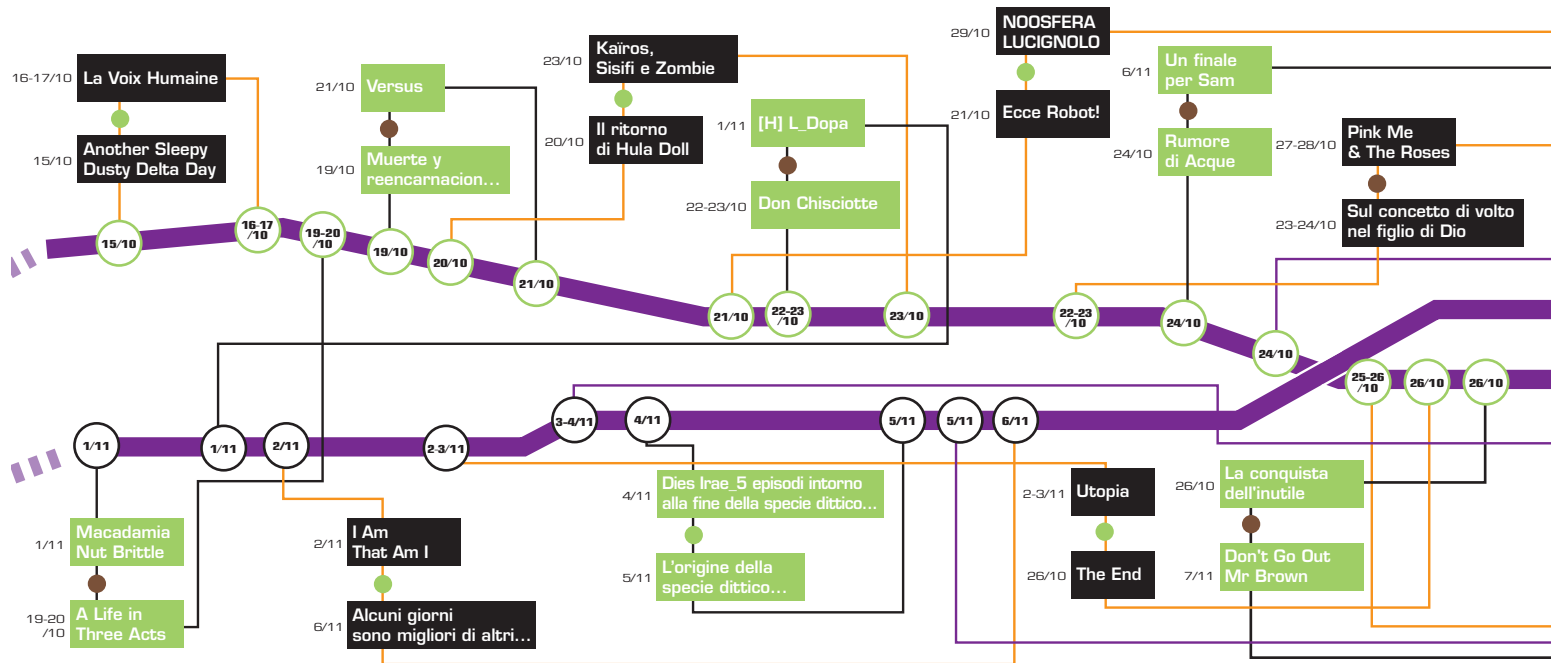 16-17/10
La Voix Humaine
15/10
Another Sleepy
Dusty Delta Day
21/10
Versus
19/10
Muerte y
reencarnacion...
23/10
Kaïros,
Sisifi e Zombie
20/10
Il ritorno
di Hula Doll
1/11
[H] L_Dopa
22-23/10
Don Chisciotte
29/10
NOOSFERA
LUCIGNOLO
21/10
Ecce Robot!
6/11
Un finale
per Sam
24/10
Rumore
di Acque
27-28/10
Pink Me
& The Roses
23-24/10
Sul concetto di volto
nel figlio di Dio
15/10
16-17
/10
19-20
/10
19/10
20/10
21/10
21/10
22-23
/10
23/10
22-23
/10
24/10
24/10
25-26
/10
26/10
26/10
1/11
1/11
2/11
2-3/11
3-4/11
4/11
5/11
5/11
6/11
1/11
Macadamia
Nut Brittle
19-20
/10
A Life in
Three Acts
2/11
I Am
That Am I
6/11
Alcuni giorni
sono migliori di altri...
4/11
Dies Irae_5 episodi intorno
alla fine della specie dittico...
5/11
L'origine della
specie dittico...
2-3/11
Utopia
26/10
The End
26/10
La conquista
dell'inutile
7/11
Don't Go Out
Mr Brown